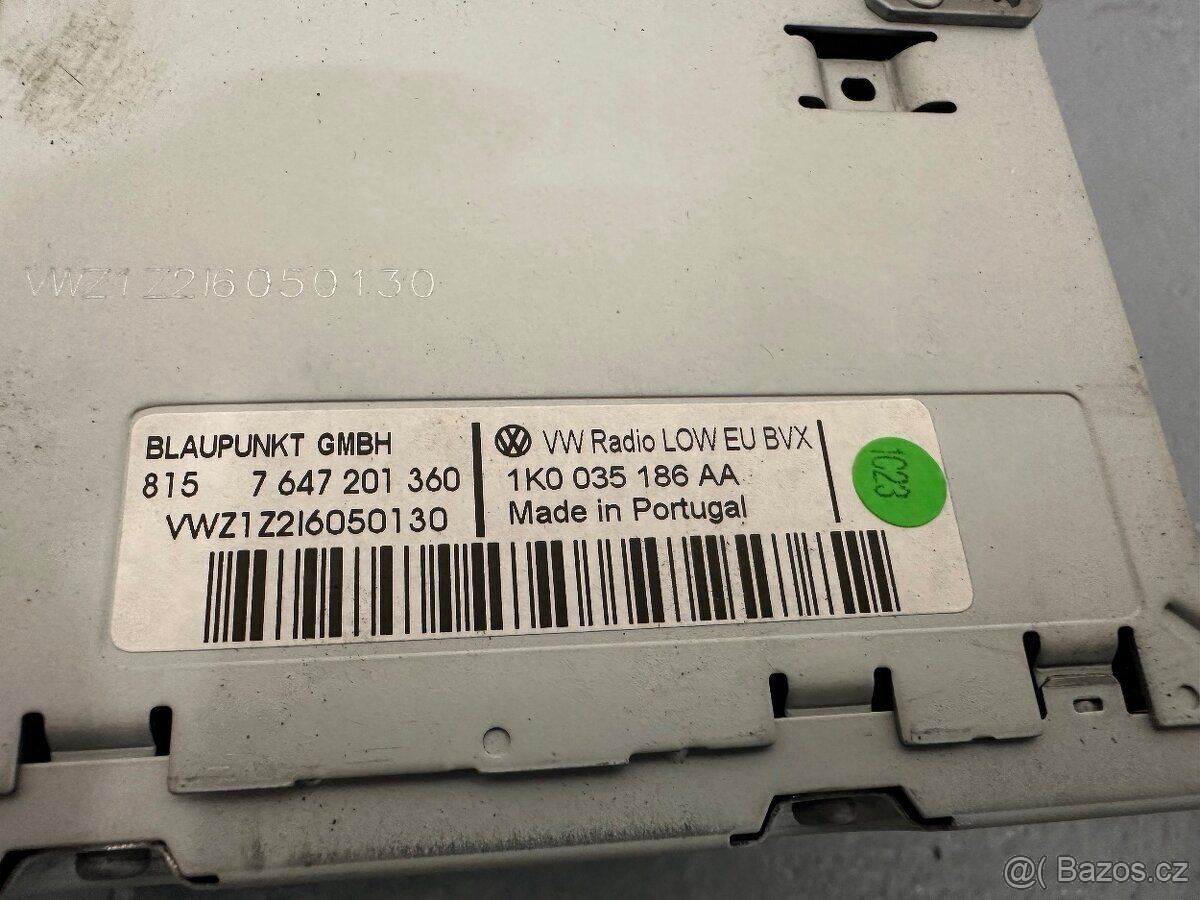 VWZ1Z2I6050130
BLAUPUNKT GMBH
815 7 647 201 360
VWZ1Z2I6050130
VW Radio LOW EU BVX
1K0 035 186 AA
Made in Portugal
1C23
@( Bazos.cz